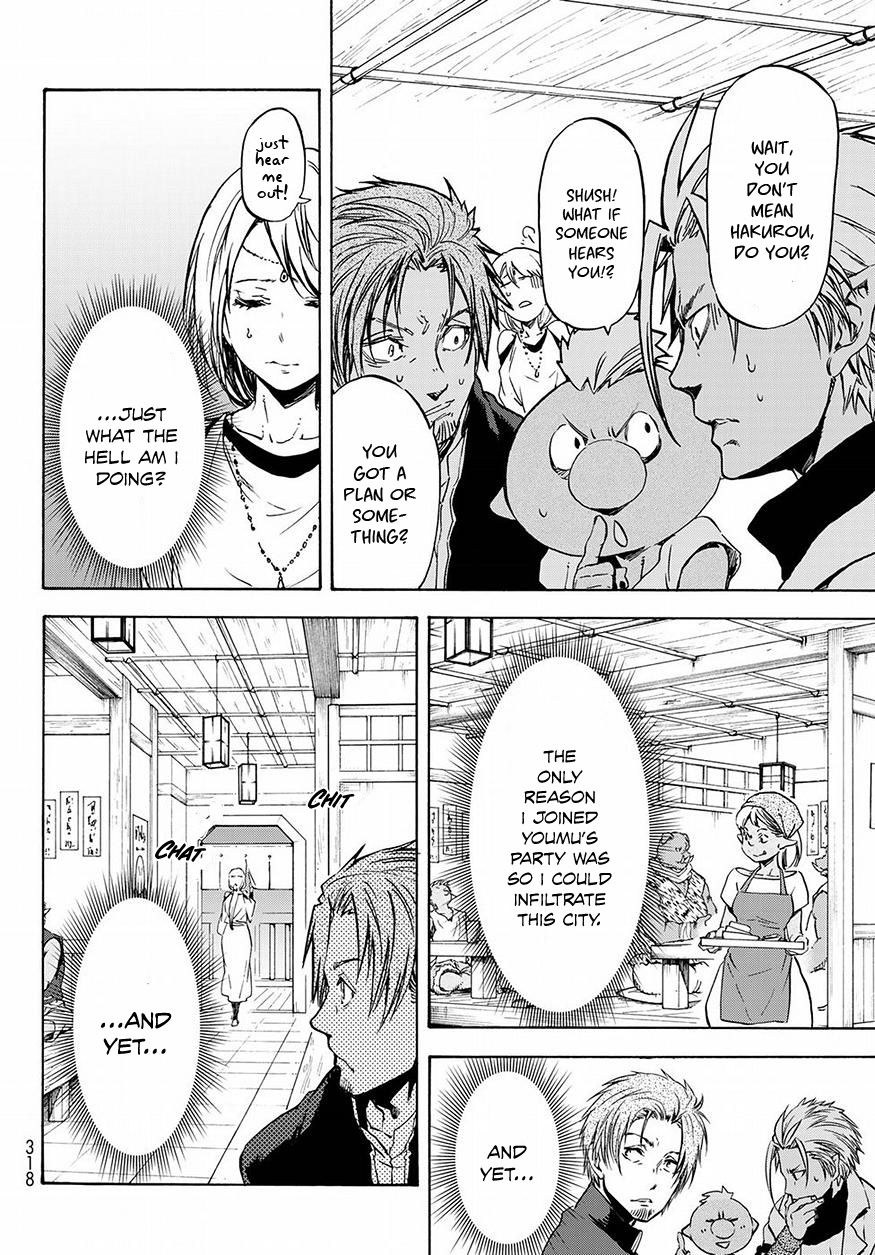 WAIT,
YOU
DON'T
MEAN
HAKUROU,
DO YOU?
SHUSH!
WHAT IF
SOMEONE
HEARS
YOU!?
YOU
GOT A
PLAN OR
SOME-
THING?
just
hear
me
out!
...JUST
WHAT THE
HELL AM I
DOING?
THE
ONLY
REASON
I JOINED
YOUMU'S
PARTY WAS
SO I COULD
INFILTRATE
THIS CITY.
CHIT
CHAT
...AND
YET...
AND
YET...
318